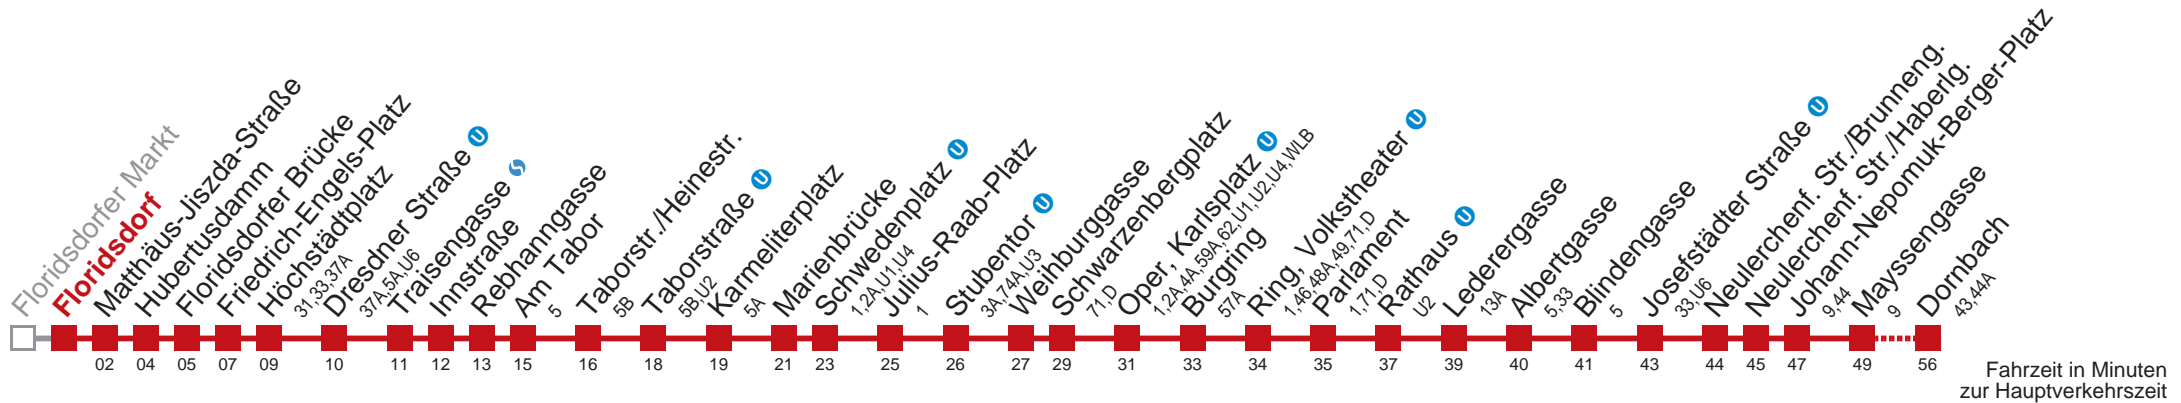 Floridsdorfer Markt
Floridsdorf
Matthäus-Jiszda-Straße
Hubertusdamm
Floridsdorfer Brücke
Friedrich-Engels-Platz
Höchstädtplatz
31,33,37A
Dresdner Straße U
37A,5A,U6
Traisengasse S
Innstraße
Rebhanngasse
Am Tabor
5
Taborstr./Heinestr.
5B
Taborstraße U
5B,U2
Karmeliterplatz
5A
Marienbrücke
Schwedenplatz U
1,2A,U1,U4
Julius-Raab-Platz
1
Stubentor U
3A,74A,U3
Weihburggasse
Schwarzenbergplatz
71,D
Oper, Karlsplatz U
1,2A,4A,59A,62,U1,U2,U4,WLB
Burgring
57A
Ring, Volkstheater U
1,46,48A,49,71,D
Parlament
1,71,D
Rathaus U
U2
Lederergasse
13A
Albertgasse
5,33
Blindengasse
5
Josefstädter Straße U
33,U6
Neulerchenf. Str./Brunneng.
Neulerchenf. Str./Haberlg.
Johann-Nepomuk-Berger-Platz
9,44
Mayssengasse
9
Dornbach
43,44A
02 04 05 07 09 10 11 12 13 15 16 18 19 21 23 25 26 27 29 31 33 34 35 37 39 40 41 43 44 45 47 49 56
Fahrzeit in Minuten
zur Hauptverkehrszeit